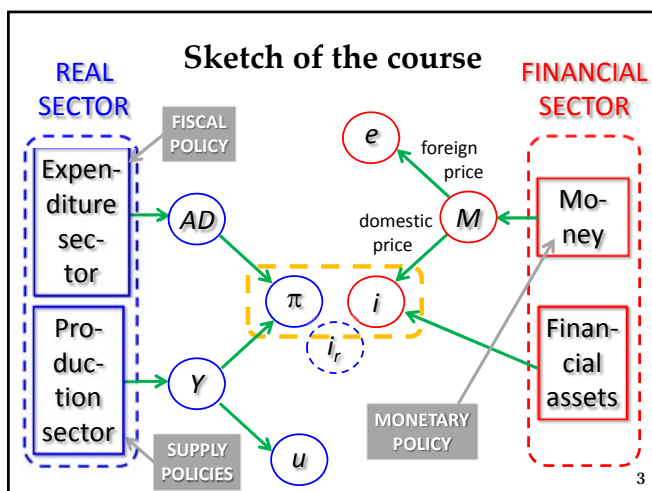 Sketch of the course
REAL
SECTOR
FINANCIAL
SECTOR
FISCAL
POLICY
Expen-
diture
sec-
tor
AD
Pro-
duc-
tion
sector
Y
SUPPLY
POLICIES
u
π
i
i_r
e
foreign
price
domestic
price
M
Mo-
ney
Finan-
cial
assets
MONETARY
POLICY
3